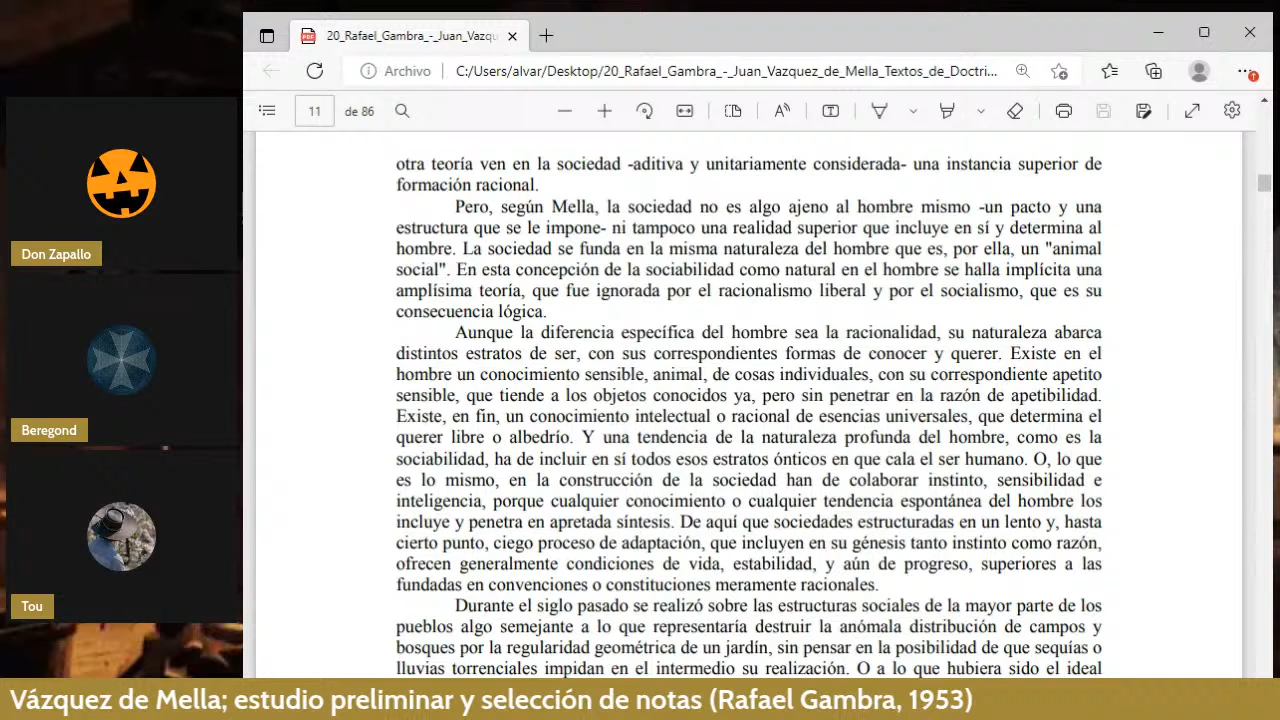 20_Rafael_Gambra_-_Juan_Vazqu
Archivo
C:/Users/alvar/Desktop/20_Rafael_Gambra_-_Juan_Vazquez_de_Mella_Textos_de_Doctri...
11
de 86
otra teoría ven en la sociedad -aditiva y unitariamente considerada- una instancia superior de
formación racional.
Pero, según Mella, la sociedad no es algo ajeno al hombre mismo -un pacto y una
estructura que se le impone- ni tampoco una realidad superior que incluye en sí y determina al
hombre. La sociedad se funda en la misma naturaleza del hombre que es, por ella, un "animal
social". En esta concepción de la sociabilidad como natural en el hombre se halla implícita una
amplísima teoría, que fue ignorada por el racionalismo liberal y por el socialismo, que es su
consecuencia lógica.
Aunque la diferencia específica del hombre sea la racionalidad, su naturaleza abarca
distintos estratos de ser, con sus correspondientes formas de conocer y querer. Existe en el
hombre un conocimiento sensible, animal, de cosas individuales, con su correspondiente apetito
sensible, que tiende a los objetos conocidos ya, pero sin penetrar en la razón de apetibilidad.
Existe, en fin, un conocimiento intelectual o racional de esencias universales, que determina el
querer libre o albedrío. Y una tendencia de la naturaleza profunda del hombre, como es la
sociabilidad, ha de incluir en sí todos esos estratos ónticos en que cala el ser humano. O, lo que
es lo mismo, en la construcción de la sociedad han de colaborar instinto, sensibilidad e
inteligencia, porque cualquier conocimiento o cualquier tendencia espontánea del hombre los
incluye y penetra en apretada síntesis. De aquí que sociedades estructuradas en un lento y, hasta
cierto punto, ciego proceso de adaptación, que incluyen en su génesis tanto instinto como razón,
ofrecen generalmente condiciones de vida, estabilidad, y aún de progreso, superiores a las
fundadas en convenciones o constituciones meramente racionales.
Durante el siglo pasado se realizó sobre las estructuras sociales de la mayor parte de los
pueblos algo semejante a lo que representaría destruir la anómala distribución de campos y
bosques por la regularidad geométrica de un jardín, sin pensar en la posibilidad de que sequías o
lluvias torrenciales impidan en el intermedio su realización. O a lo que hubiera sido el ideal
Don Zapallo
Beregond
Tou
Vázquez de Mella; estudio preliminar y selección de notas (Rafael Gambra, 1953)